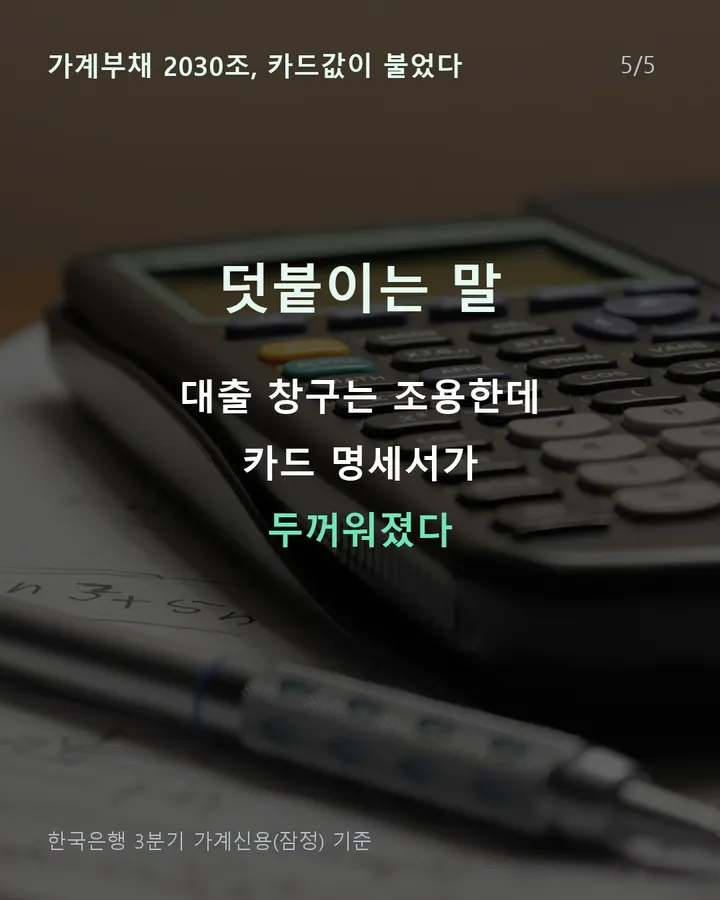 가계부채 2030조, 카드값이 불었다
5/5
덧붙이는 말
대출 창구는 조용한데
카드 명세서가
두꺼워졌다
한국은행 3분기 가계신용(잠정) 기준